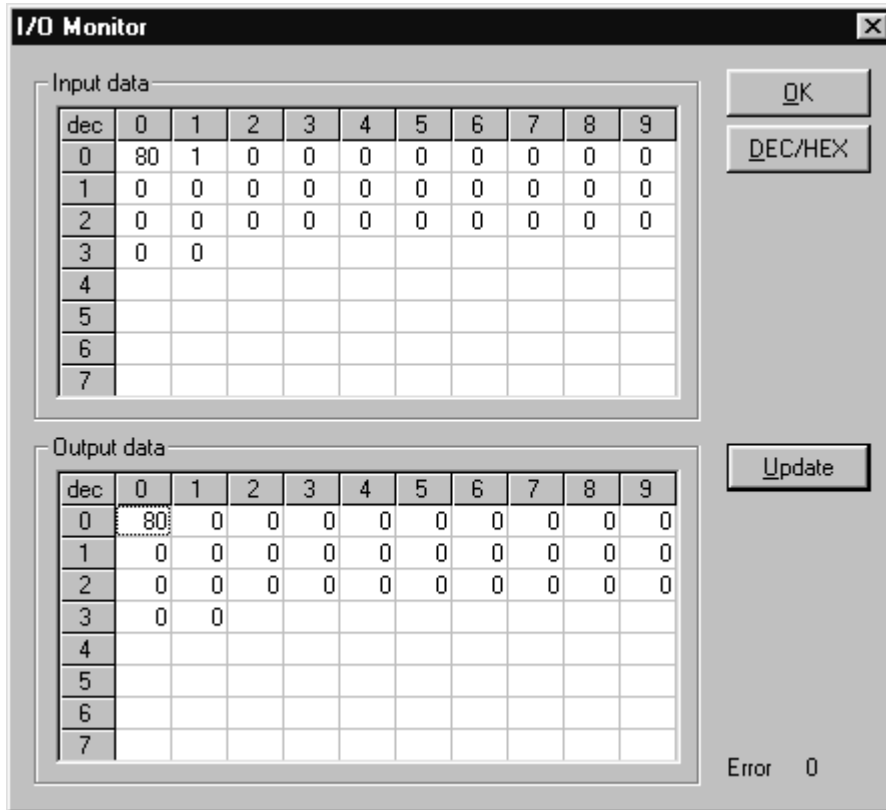 I/O Monitor
Input data
OK
dec 0 1 2 3 4 5 6 7 8 9
DEC/HEX
0 80 1 0 0 0 0 0 0 0 0
1 0 0 0 0 0 0 0 0 0 0
2 0 0 0 0 0 0 0 0 0 0
3 0 0
4
5
6
7
Output data
Update
dec 0 1 2 3 4 5 6 7 8 9
0 80 0 0 0 0 0 0 0 0 0
1 0 0 0 0 0 0 0 0 0 0
2 0 0 0 0 0 0 0 0 0 0
3 0 0
4
5
6
7
Error 0